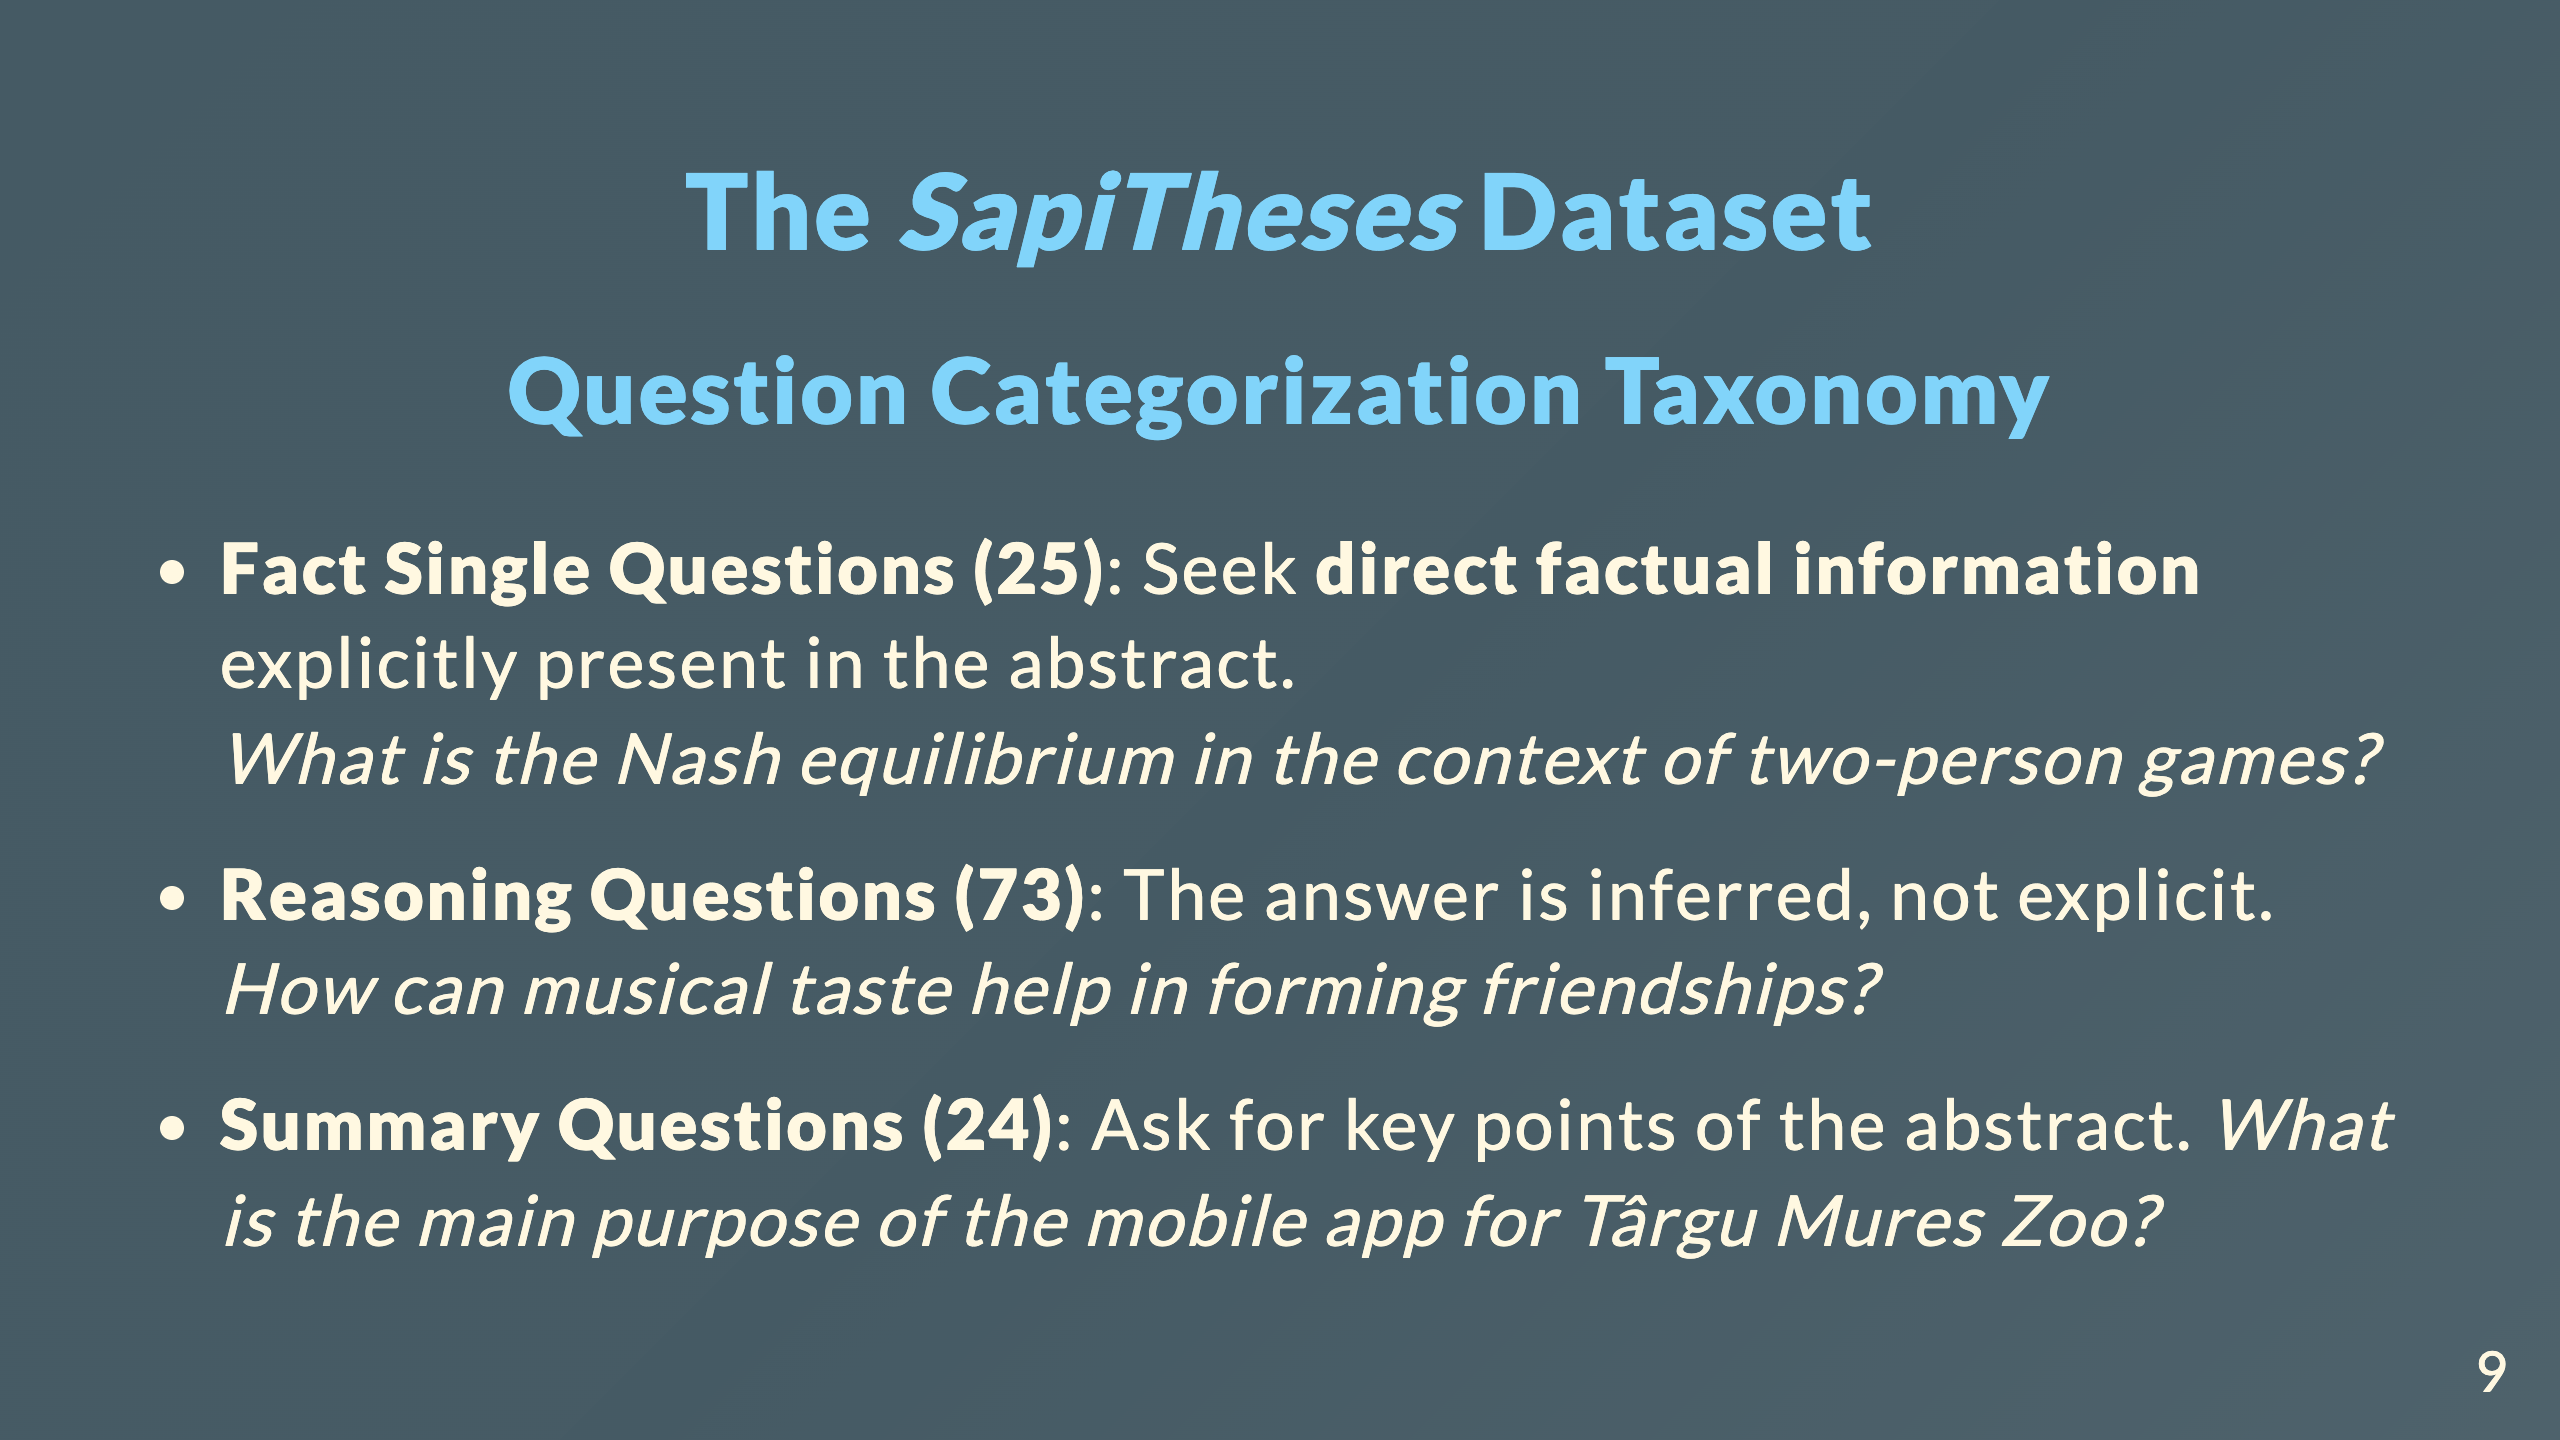 The SapiTheses Dataset
Question Categorization Taxonomy
• Fact Single Questions (25): Seek direct factual information
explicitly present in the abstract.
What is the Nash equilibrium in the context of two-person games?
• Reasoning Questions (73): The answer is inferred, not explicit.
How can musical taste help in forming friendships?
• Summary Questions (24): Ask for key points of the abstract. What
is the main purpose of the mobile app for Târgu Mures Zoo?
9